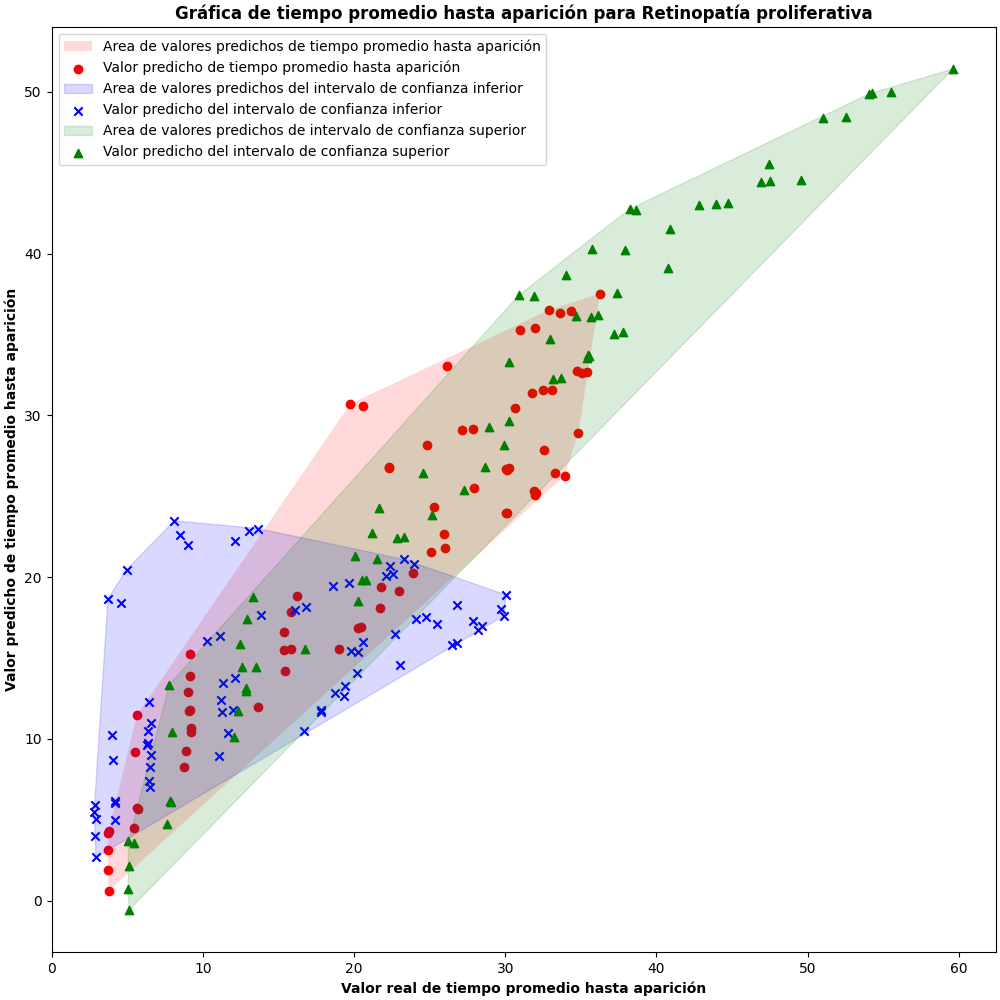 Gráfica de tiempo promedio hasta aparición para Retinopatía proliferativa
Area de valores predichos de tiempo promedio hasta aparición
Valor predicho de tiempo promedio hasta aparición
Area de valores predichos del intervalo de confianza inferior
Valor predicho del intervalo de confianza inferior
Area de valores predichos de intervalo de confianza superior
Valor predicho del intervalo de confianza superior
Valor predicho de tiempo promedio hasta aparición
50
40
30
20
10
0
0 10 20 30 40 50 60
Valor real de tiempo promedio hasta aparición